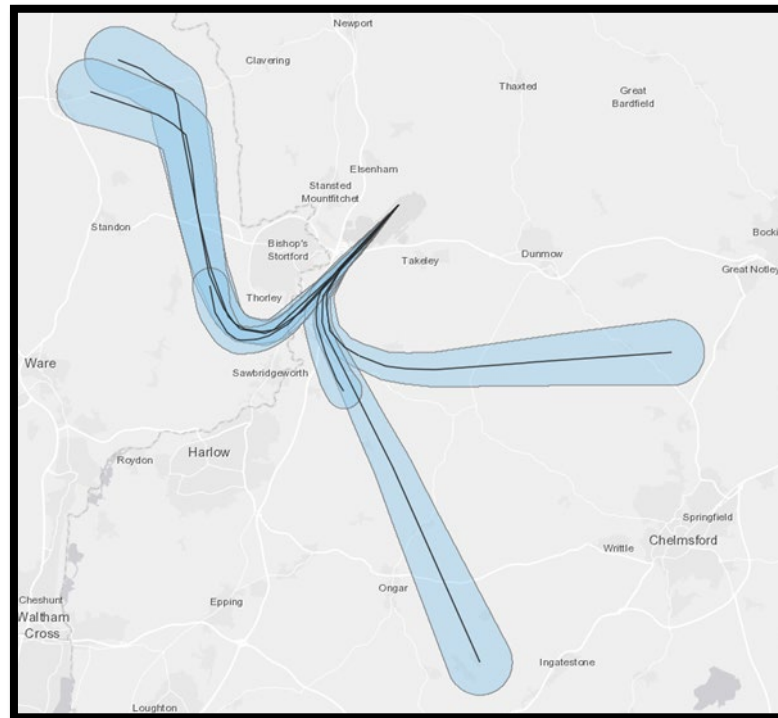 Newport
Clavering
Thaxted
Great
Bardfield
Elsenham
Stansted
Mountfitchet
Standon
Bishop's
Stortford
Takeley
Dunmow
Bocki
Great Notley
Thorley
Ware
Sawbridgeworth
Harlow
Roydon
Springfield
Chelmsford
Writtle
Ongar
Cheshunt
Epping
Waltham
Cross
Ingatestone
Loughton